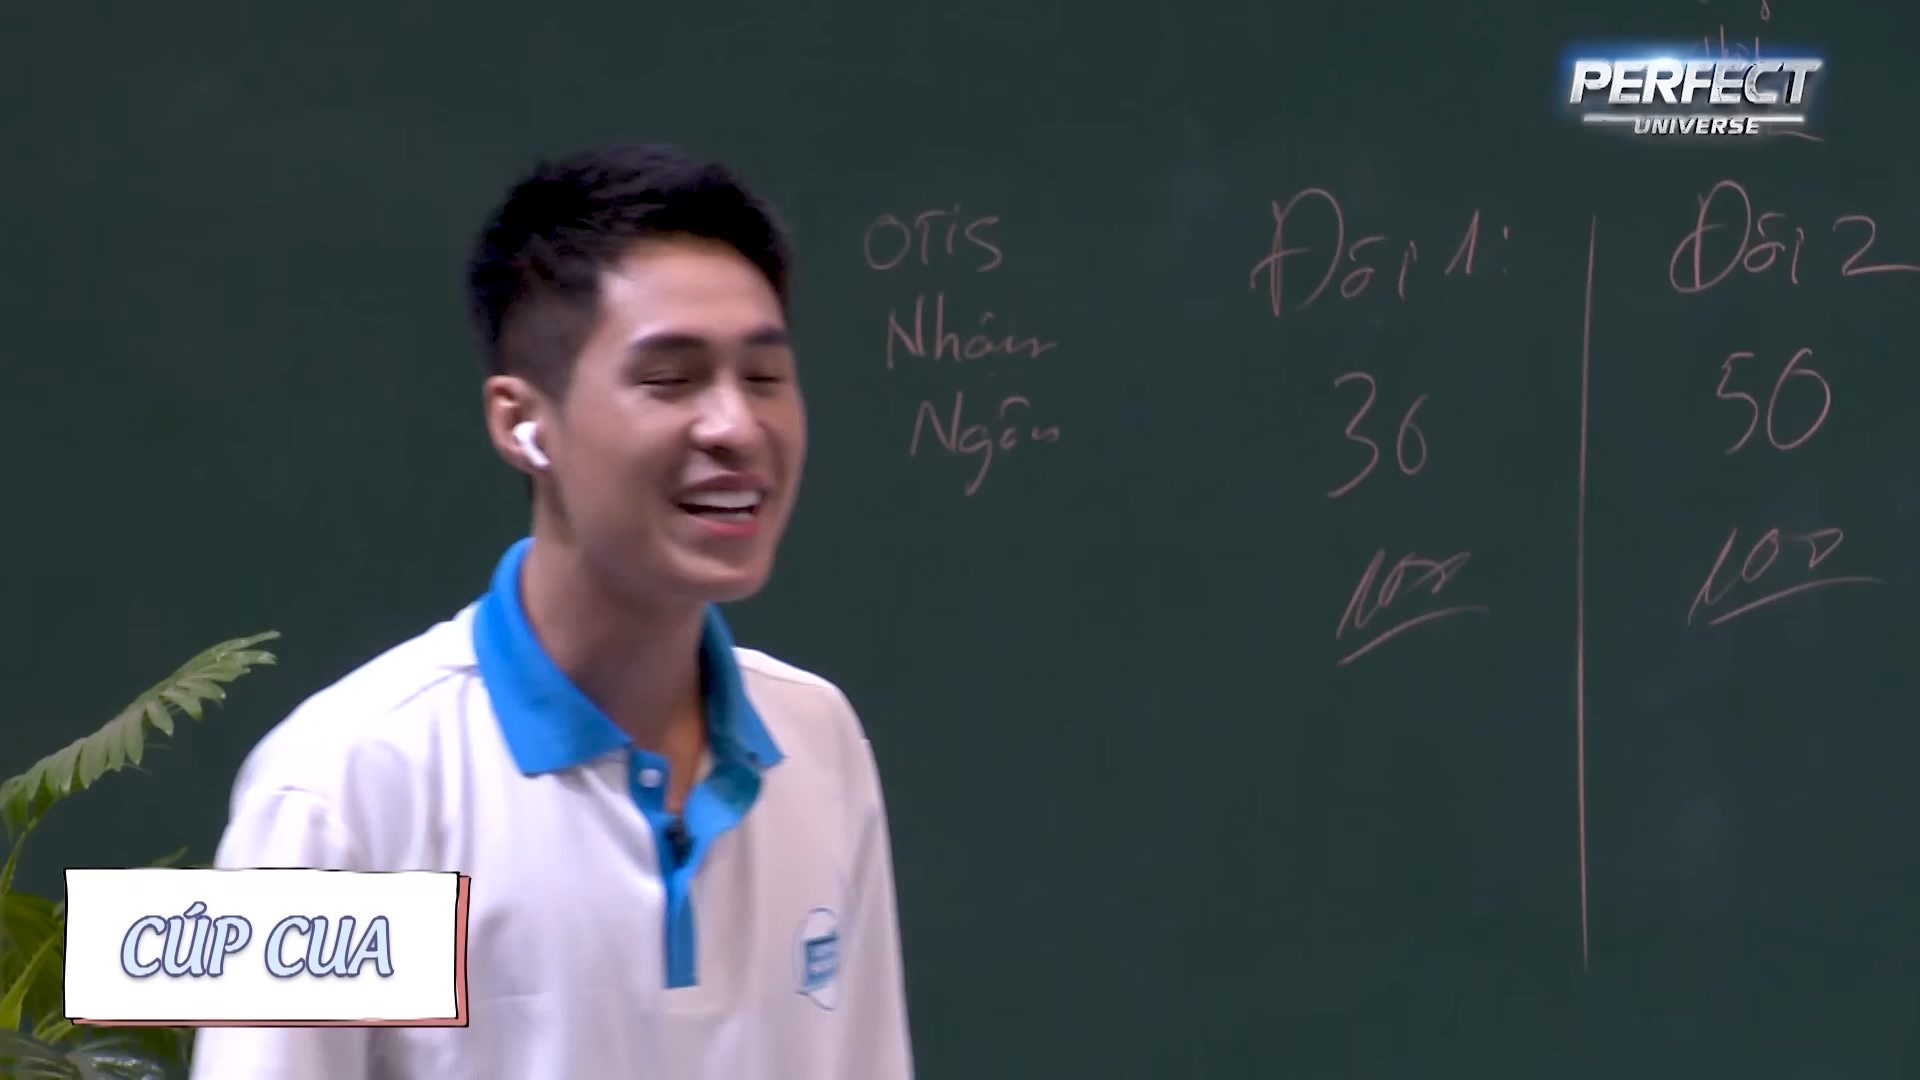 PERFECT
UNIVERSE
OTIS
Nhân
Ngân
Đội 1:
36
100
Đội 2
50
100
CÚP CUA